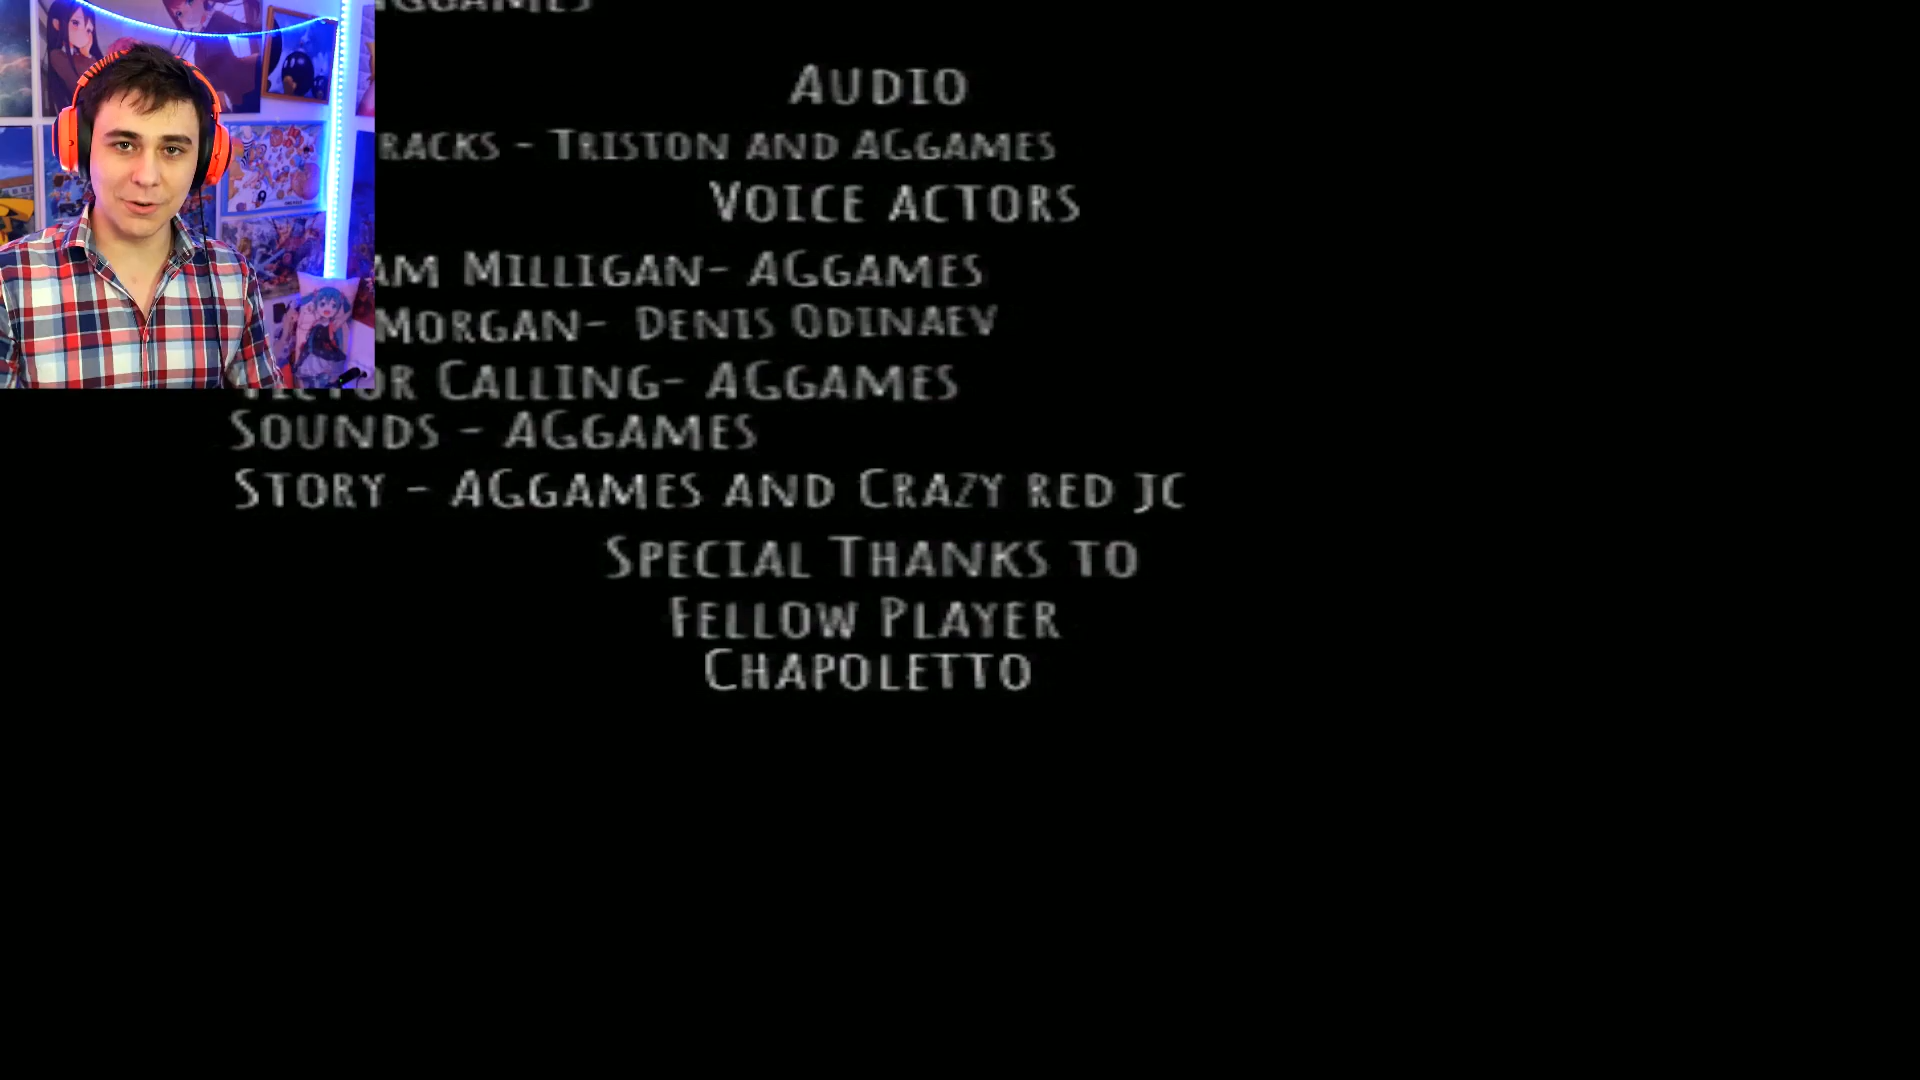 AUDIO
RACKS - TRISTON AND AGGAMES
VOICE ACTORS
AM MILLIGAN- AGGAMES
MORGAN- DENIS ODINAEV
CALLING- AGGAMES
SOUNDS - AGGAMES
STORY - AGGAMES AND CRAZY RED JC
SPECIAL THANKS TO
FELLOW PLAYER
CHAPOLETTO